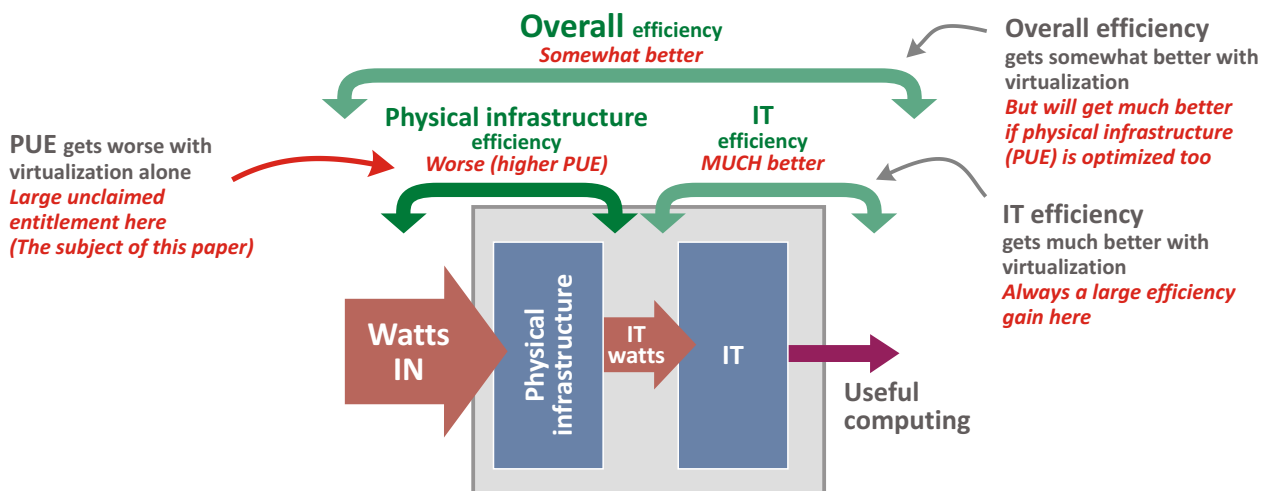 Overall efficiency
Somewhat better
Physical infrastructure
efficiency
Worse (higher PUE)
IT
efficiency
MUCH better
PUE gets worse with
virtualization alone
Large unclaimed
entitlement here
(The subject of this paper)
Overall efficiency
gets somewhat better with
virtualization
But will get much better
if physical infrastructure
(PUE) is optimized too
IT efficiency
gets much better with
virtualization
Always a large efficiency
gain here
Watts
IN
Physical
infrastructure
IT
watts
IT
Useful
computing